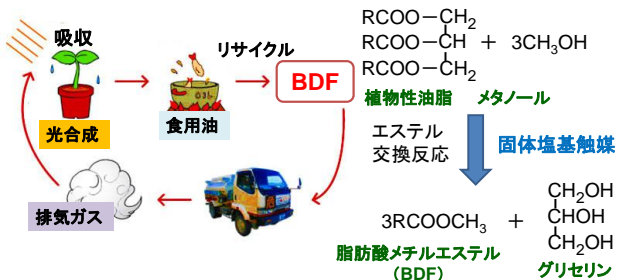 吸収
リサイクル
BDF
光合成
食用油
排気ガス
RCOO－CH₂
RCOO－CH ＋ 3CH₃OH
RCOO－CH₂
植物性油脂 メタノール
エステル
交換反応
固体塩基触媒
3RCOOCH₃ ＋
CH₂OH
CHOH
CH₂OH
脂肪酸メチルエステル
（BDF）
グリセリン